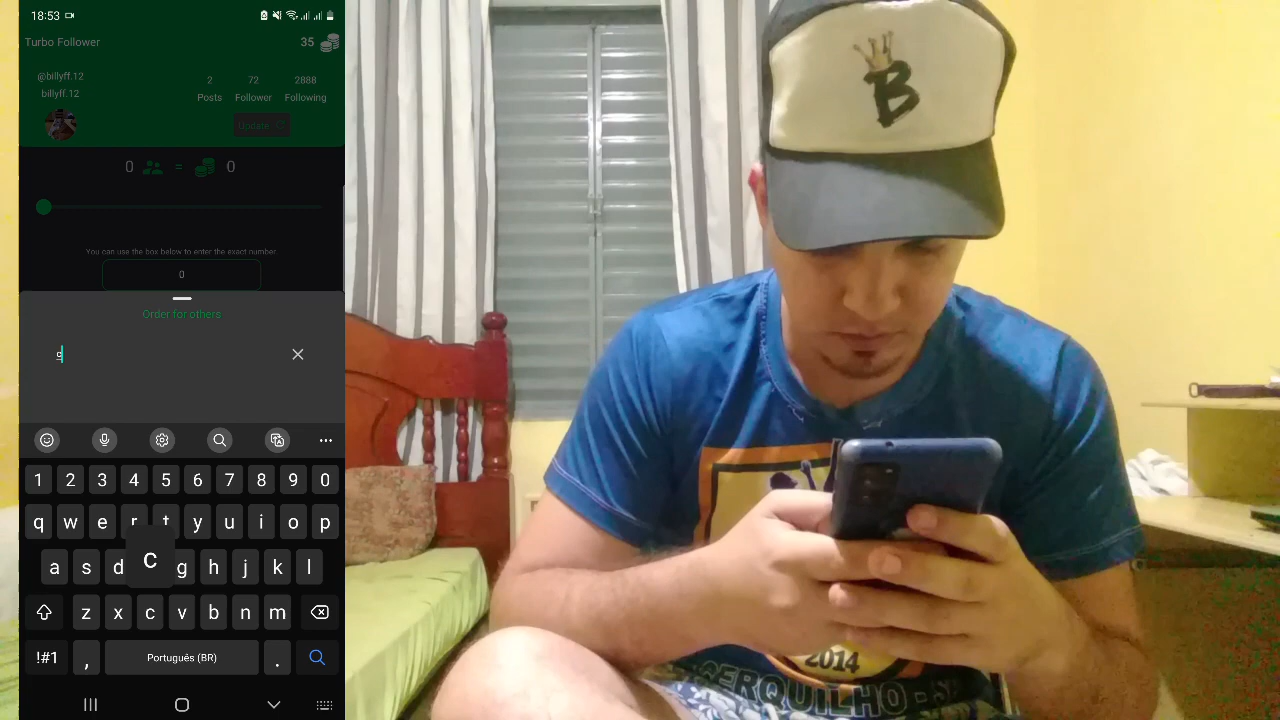 18:53
Turbo Follower
35
@billyff.12
billyff.12
2
72
2888
Posts
Follower
Following
Update
0 = 0
You can use the box below to enter the exact number.
0
Order for others
g
1 2 3 4 5 6 7 8 9 0
q w e r t y u i o p
a s d g h j k l
C
z x c v b n m
!#1 , Português (BR) .
B
2014
CERQUILHO-S